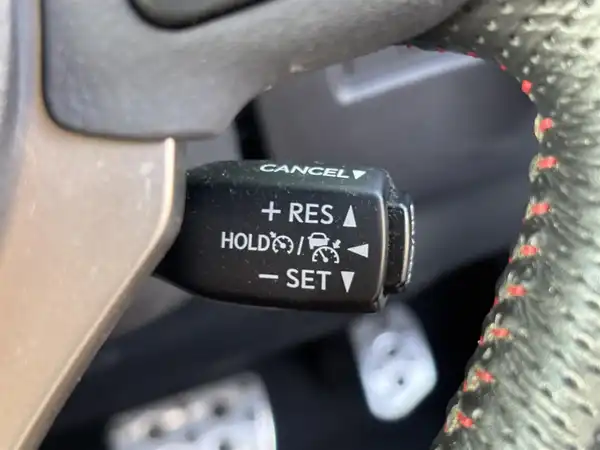 CANCEL▼
+ RES ▲
HOLD / ◀
− SET ▼